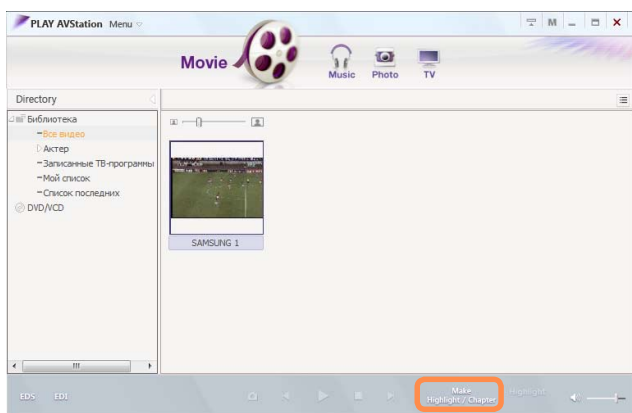 PLAY AVStation Menu
M
Movie
Music
Photo
TV
Directory
Библиотека
Все видео
Актер
Записанные ТВ-программы
Мой список
Список последних
DVD/VCD
SAMSUNG 1
EDS
EDI
Make
Highlight / Chapter
Highlight